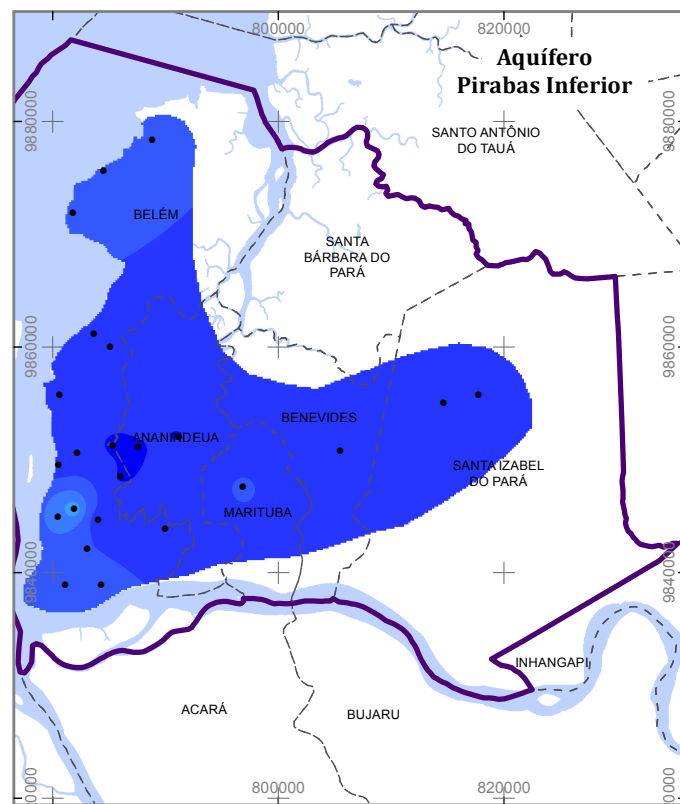 800000
820000
Aquífero
Pirabas Inferior
9880000
9880000
SANTO ANTÔNIO
DO TAUÁ
BELÉM
SANTA
BÁRBARA DO
PARÁ
9860000
9860000
BENEVIDES
ANANINDEUA
SANTA IZABEL
DO PARÁ
MARITUBA
9840000
9840000
INHANGAPI
ACARÁ
BUJARU
800000
820000